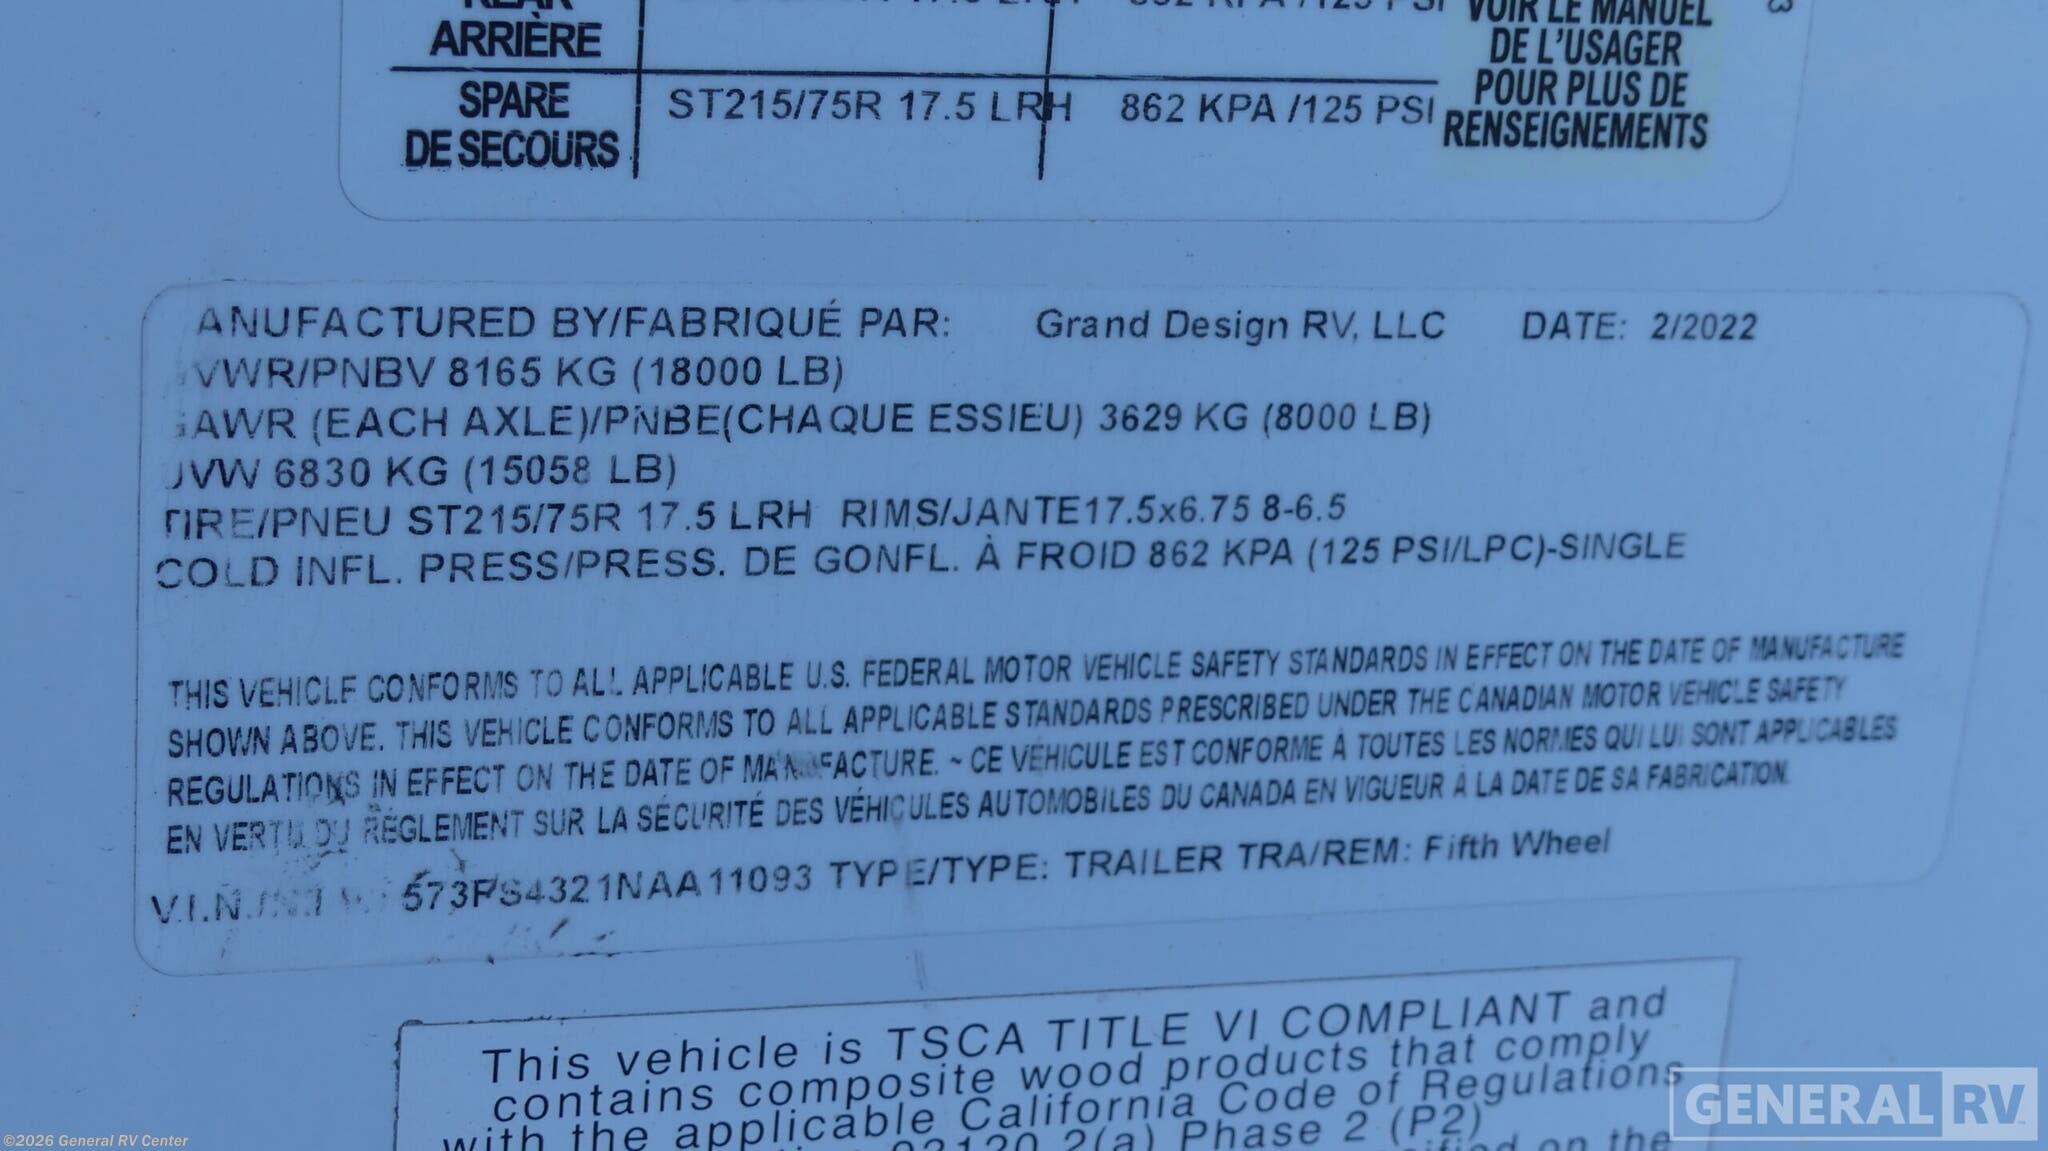 ARRIÈRE
SPARE
DE SECOURS
ST215/75R 17.5 LRH 862 KPA /125 PSI
VOIR LE MANUEL
DE L'USAGER
POUR PLUS DE
RENSEIGNEMENTS
ANUFACTURED BY/FABRIQUÉ PAR: Grand Design RV, LLC DATE: 2/2022
VWR/PNBV 8165 KG (18000 LB)
GAWR (EACH AXLE)/PNBE(CHAQUE ESSIEU) 3629 KG (8000 LB)
UVW 6830 KG (15058 LB)
TIRE/PNEU ST215/75R 17.5 LRH RIMS/JANTE17.5x6.75 8-6.5
COLD INFL. PRESS/PRESS. DE GONFL. À FROID 862 KPA (125 PSI/LPC)-SINGLE
THIS VEHICLE CONFORMS TO ALL APPLICABLE U.S. FEDERAL MOTOR VEHICLE SAFETY STANDARDS IN EFFECT ON THE DATE OF MANUFACTURE
SHOWN ABOVE. THIS VEHICLE CONFORMS TO ALL APPLICABLE STANDARDS PRESCRIBED UNDER THE CANADIAN MOTOR VEHICLE SAFETY
REGULATIONS IN EFFECT ON THE DATE OF MANUFACTURE. ~ CE VÉHICULE EST CONFORME À TOUTES LES NORMES QUI LUI SONT APPLICABLES
EN VERTU DU RÈGLEMENT SUR LA SÉCURITÉ DES VÉHICULES AUTOMOBILES DU CANADA EN VIGUEUR À LA DATE DE SA FABRICATION.
V.I.N. 573FS4321NAA11093 TYPE/TYPE: TRAILER TRA/REM: Fifth Wheel
This vehicle is TSCA TITLE VI COMPLIANT and
contains composite wood products that comply
with the applicable California Code of Regulations
93120.2(a) Phase 2 (P2)
on the
GENERAL RV
©2026 General RV Center